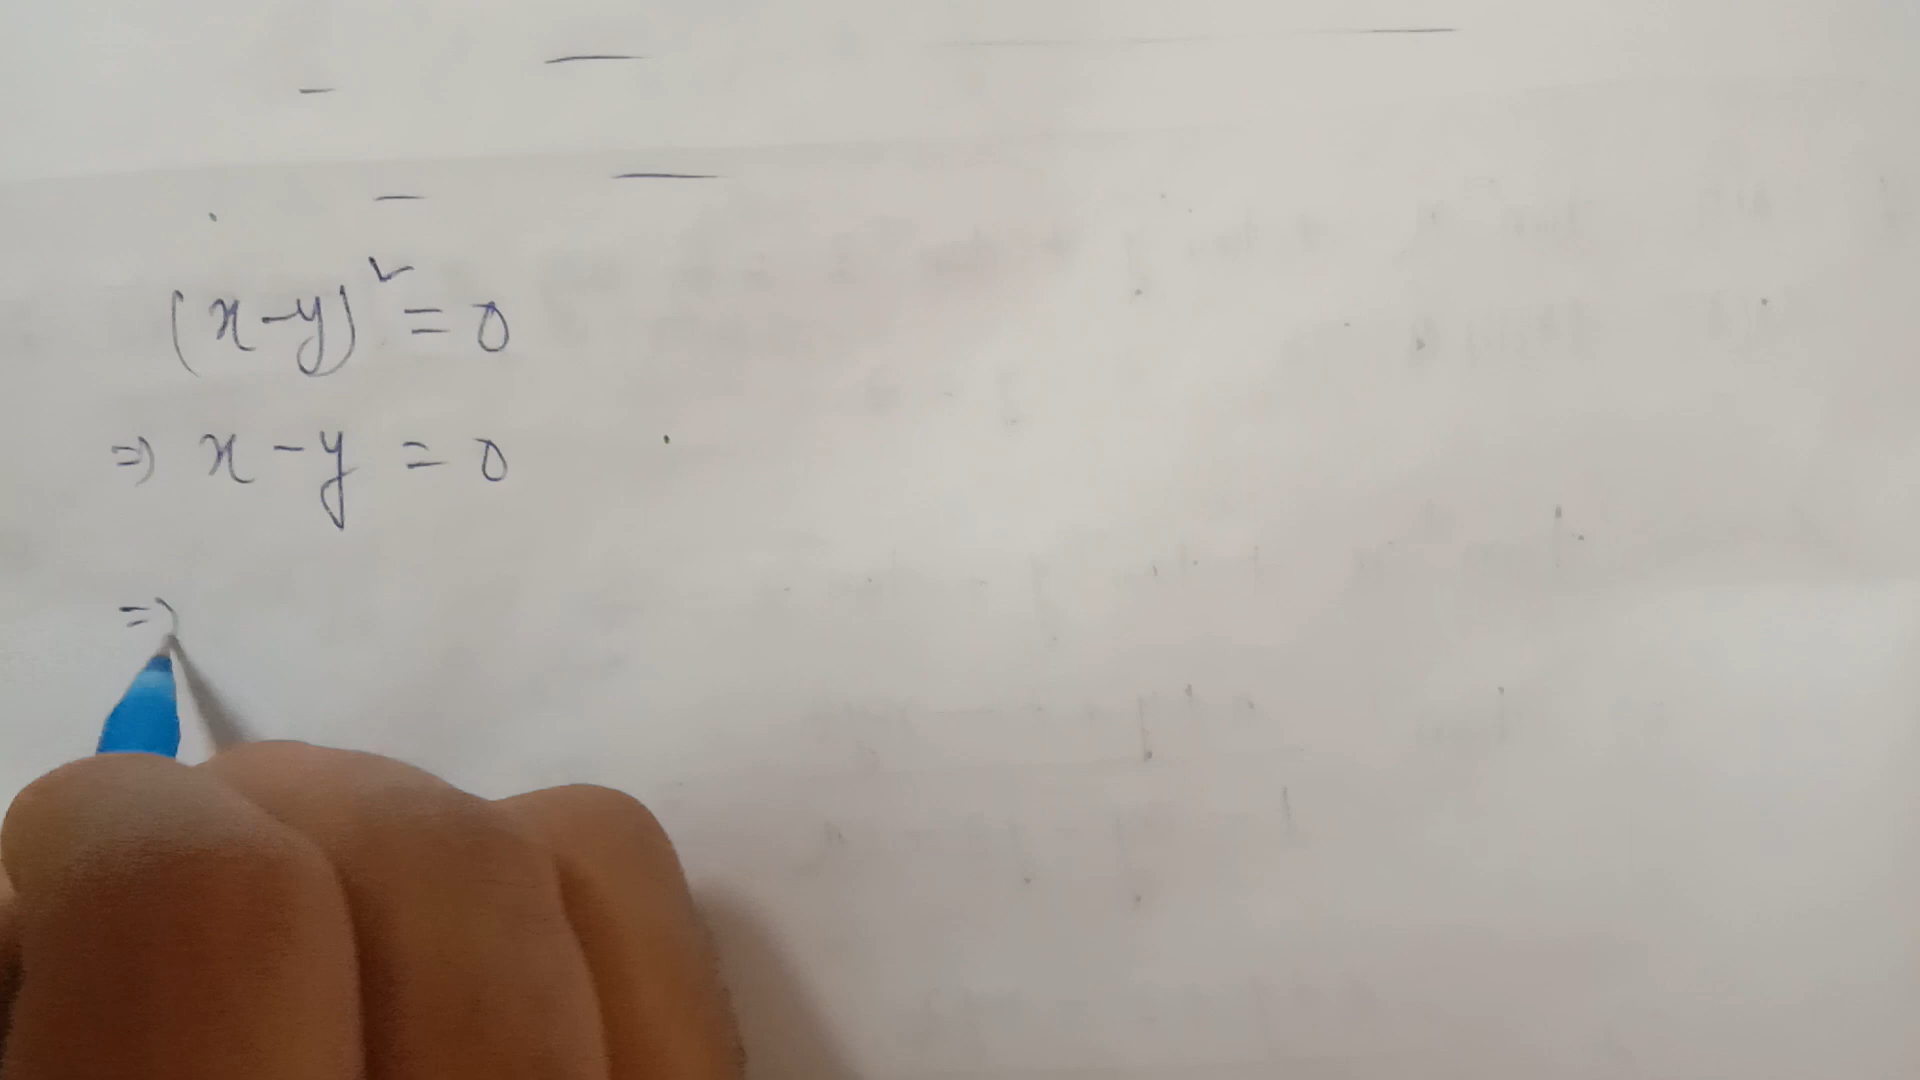 (x-y)² = 0
⇒ x - y = 0
⇒